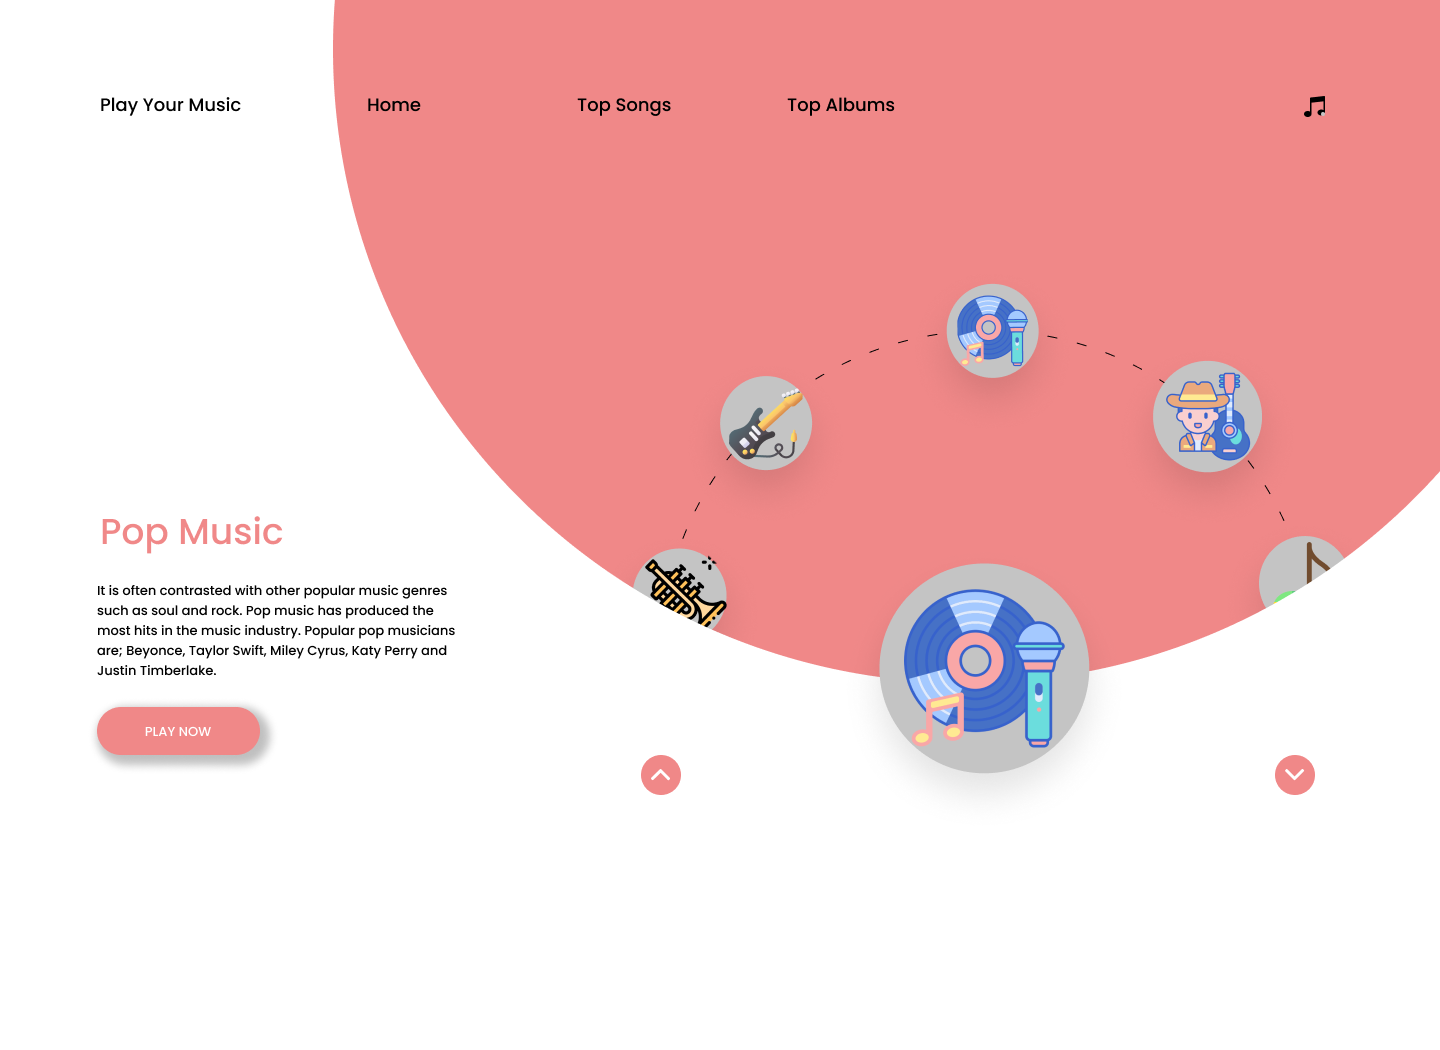 Play Your Music
Home
Top Songs
Top Albums
Pop Music
It is often contrasted with other popular music genres
such as soul and rock. Pop music has produced the
most hits in the music industry. Popular pop musicians
are; Beyonce, Taylor Swift, Miley Cyrus, Katy Perry and
Justin Timberlake.
PLAY NOW